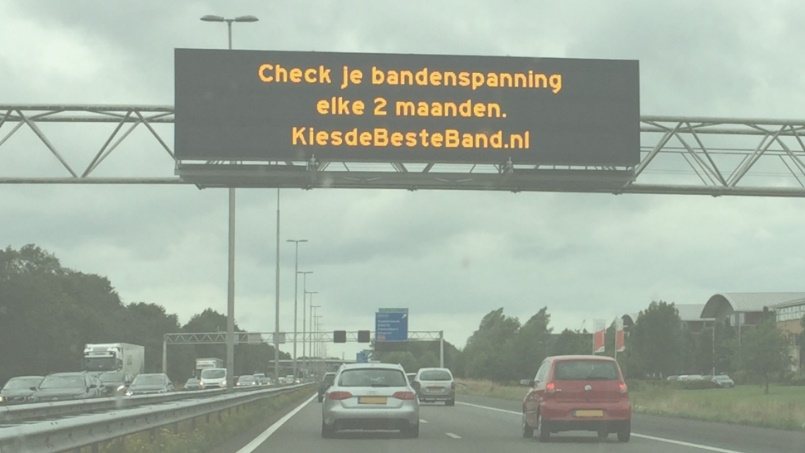 Check je bandenspanning
elke 2 maanden.
KiesdeBesteBand.nl